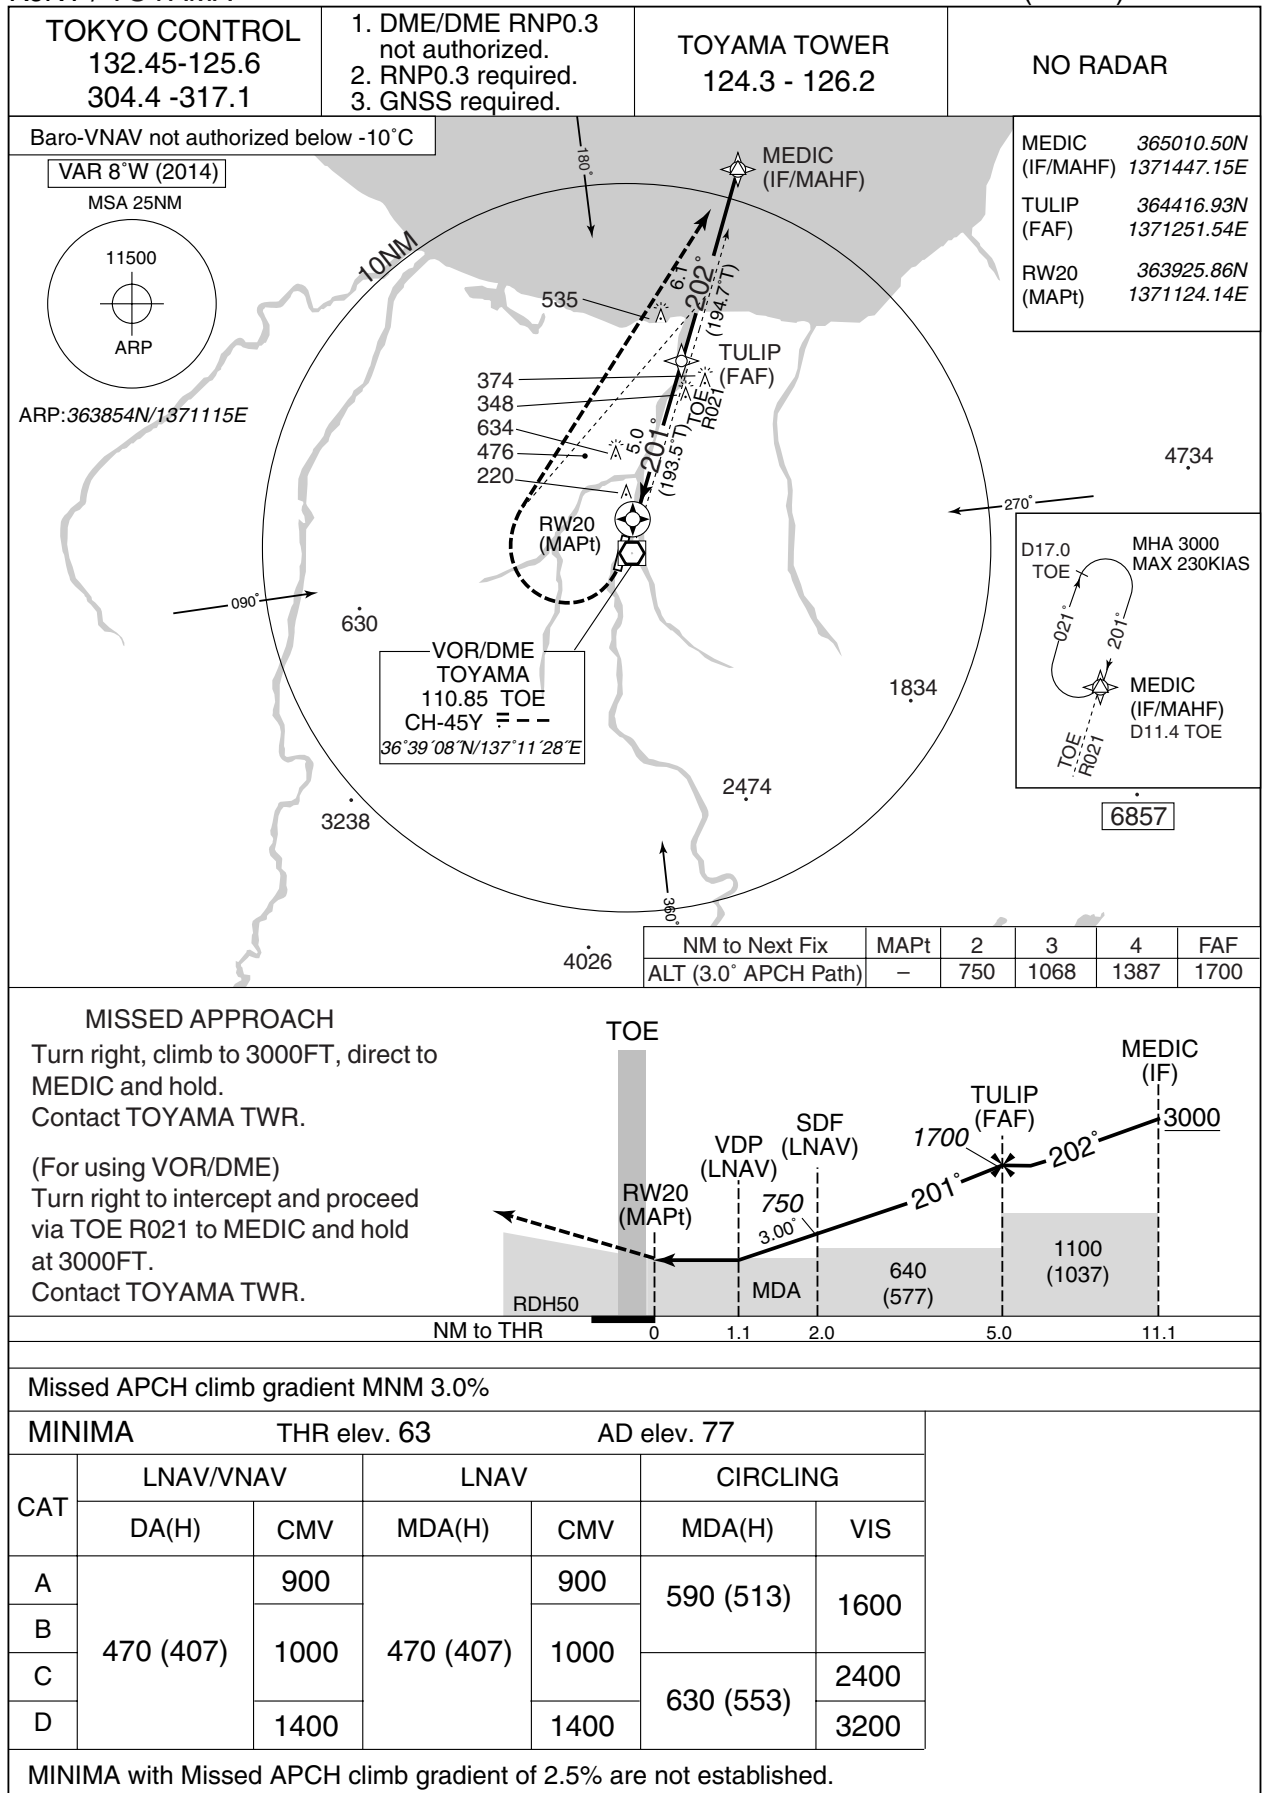 TOKYO CONTROL
132.45-125.6
304.4 -317.1
1. DME/DME RNP0.3
not authorized.
2. RNP0.3 required.
3. GNSS required.
TOYAMA TOWER
124.3 - 126.2
NO RADAR
Baro-VNAV not authorized below -10˚C
VAR 8˚W (2014)
MSA 25NM
11500
ARP
ARP:363854N/1371115E
MEDIC 365010.50N
(IF/MAHF) 1371447.15E
TULIP 364416.93N
(FAF) 1371251.54E
RW20 363925.86N
(MAPt) 1371124.14E
180˚
MEDIC
(IF/MAHF)
10NM
6.1
202˚
(194.7˚T)
535
TULIP
(FAF)
374
348
634
476
220
TOE
R021
5.0
201˚
(193.5˚T)
4734
270˚
RW20
(MAPt)
090˚
630
VOR/DME
TOYAMA
110.85 TOE
CH-45Y
36˚39´08˝N/137˚11´28˝E
D17.0
TOE
MHA 3000
MAX 230KIAS
021˚
201˚
MEDIC
(IF/MAHF)
D11.4 TOE
TOE
R021
1834
2474
3238
6857
360˚
4026
NM to Next Fix MAPt 2 3 4 FAF
ALT (3.0˚ APCH Path) – 750 1068 1387 1700
MISSED APPROACH
Turn right, climb to 3000FT, direct to
MEDIC and hold.
Contact TOYAMA TWR.
(For using VOR/DME)
Turn right to intercept and proceed
via TOE R021 to MEDIC and hold
at 3000FT.
Contact TOYAMA TWR.
TOE
MEDIC
(IF)
TULIP
(FAF)
3000
SDF
(LNAV)
1700
202˚
VDP
(LNAV)
201˚
RW20
(MAPt)
750
3.00˚
1100
(1037)
640
(577)
MDA
RDH50
NM to THR 0 1.1 2.0 5.0 11.1
Missed APCH climb gradient MNM 3.0%
MINIMA THR elev. 63 AD elev. 77
CAT LNAV/VNAV LNAV CIRCLING
DA(H) CMV MDA(H) CMV MDA(H) VIS
A 900 900
590 (513) 1600
B
470 (407) 1000 470 (407) 1000
C 2400
630 (553)
D 1400 1400 3200
MINIMA with Missed APCH climb gradient of 2.5% are not established.